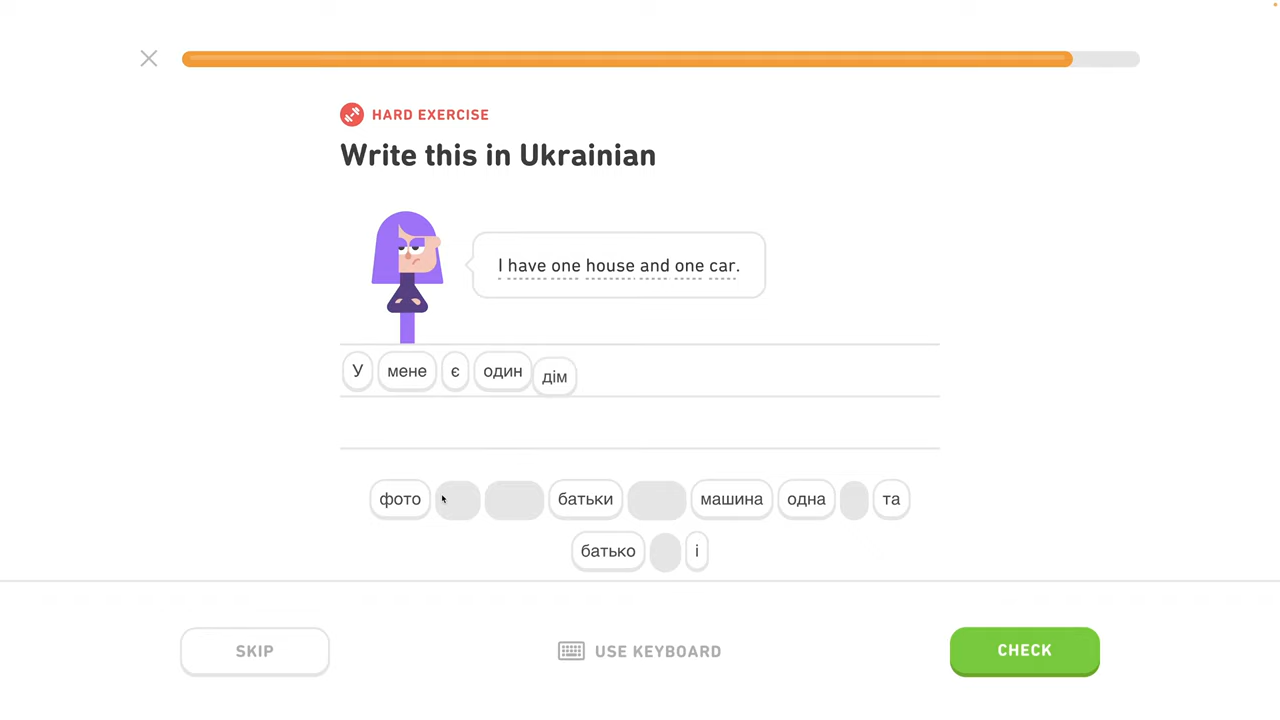 HARD EXERCISE
Write this in Ukrainian
I have one house and one car.
У мене є один дім
фото батьки машина одна та
батько і
SKIP USE KEYBOARD CHECK